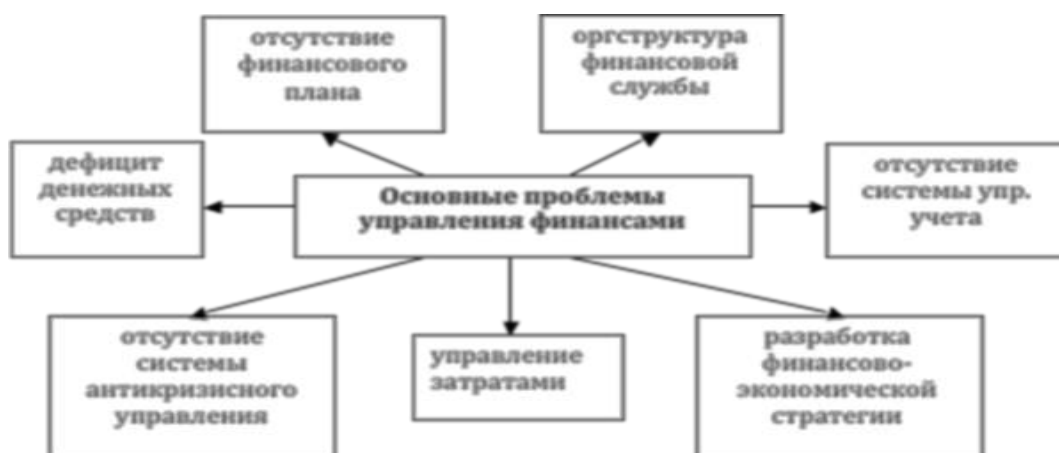 отсутствие
финансового
плана
оргструктура
финансовой
службы
дефицит
денежных
средств
Основные проблемы
управления финансами
отсутствие
системы упр.
учета
отсутствие
системы
антикризисного
управления
управление
затратами
разработка
финансово-
экономической
стратегии